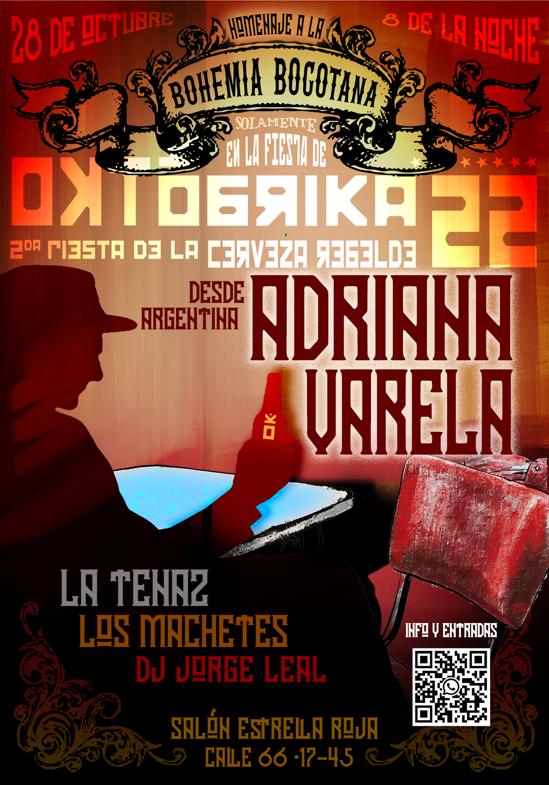 28 DE OCTUBRE
HOMENAJE A LA
8 DE LA NOCHE
BOHEMIA BOGOTANA
SOLAMENTE
EN LA FIESTA DE
OKTOBRIKA 22
2DA FIESTA DE LA CERVEZA REBELDE
DESDE
ARGENTINA
ADRIANA
VARELA
OK
LA TENAZ
LOS MACHETES
DJ JORGE LEAL
INFO Y ENTRADAS
SALÓN ESTRELLA ROJA
CALLE 66 · 17-45